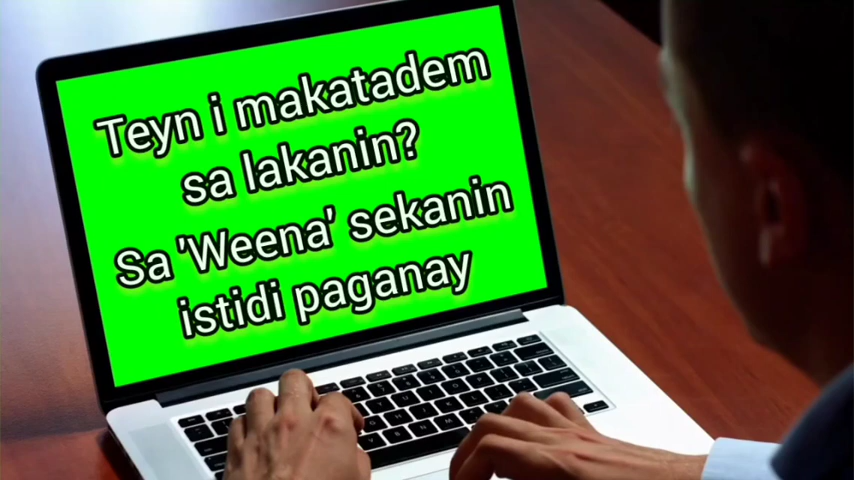 Teyn i makatadem
sa lakanin?
Sa 'Weena' sekanin
istidi paganay